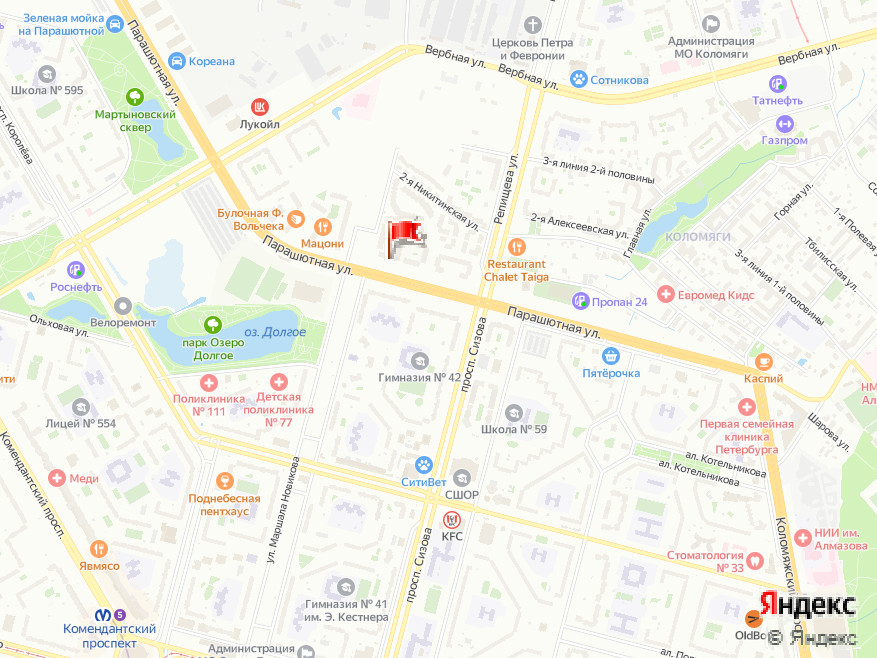 Зеленая мойка
на Парашютной
Парашютная ул.
Кореана
Вербная ул.
Церковь Петра
и Февронии
Администрация
МО Коломяги
Вербная ул.
Вербная ул.
Сотникова
Татнефть
Газпром
Школа № 595
Мартыновский
сквер
Лукойл
Королёва
2-я Никитинская ул.
Репищева ул.
3-я линия 2-й половины
2-я Алексеевская ул.
Главная ул.
КОЛОМЯГИ
Горная ул.
1-я Полевая
Тбилисская ул.
3-я линия 1-й половины
Булочная Ф.
Вольчека
Мацони
Парашютная ул.
Restaurant
Chalet Taiga
Роснефть
Велоремонт
Ольховая ул.
парк Озеро
Долгое
оз. Долгое
Пропан 24
Евромед Кидс
Парашютная ул.
просп. Сизова
Пятёрочка
Каспий
Гимназия № 42
Поликлиника
№ 111
Детская
поликлиника
№ 77
Лицей № 554
Школа № 59
Первая семейная
клиника
Петербурга
Шарова ул.
ал. Котельникова
ал. Котельникова
Комендантский просп.
Меди
Поднебесная
пентхаус
ул. Маршала Новикова
СитиВет
СШОР
KFC
просп. Сизова
Явмясо
Стоматология
№ 33
НИИ им.
Алмазова
Гимназия № 41
им. Э. Кестнера
5
Комендантский
проспект
Администрация
Яндекс
© Яндекс